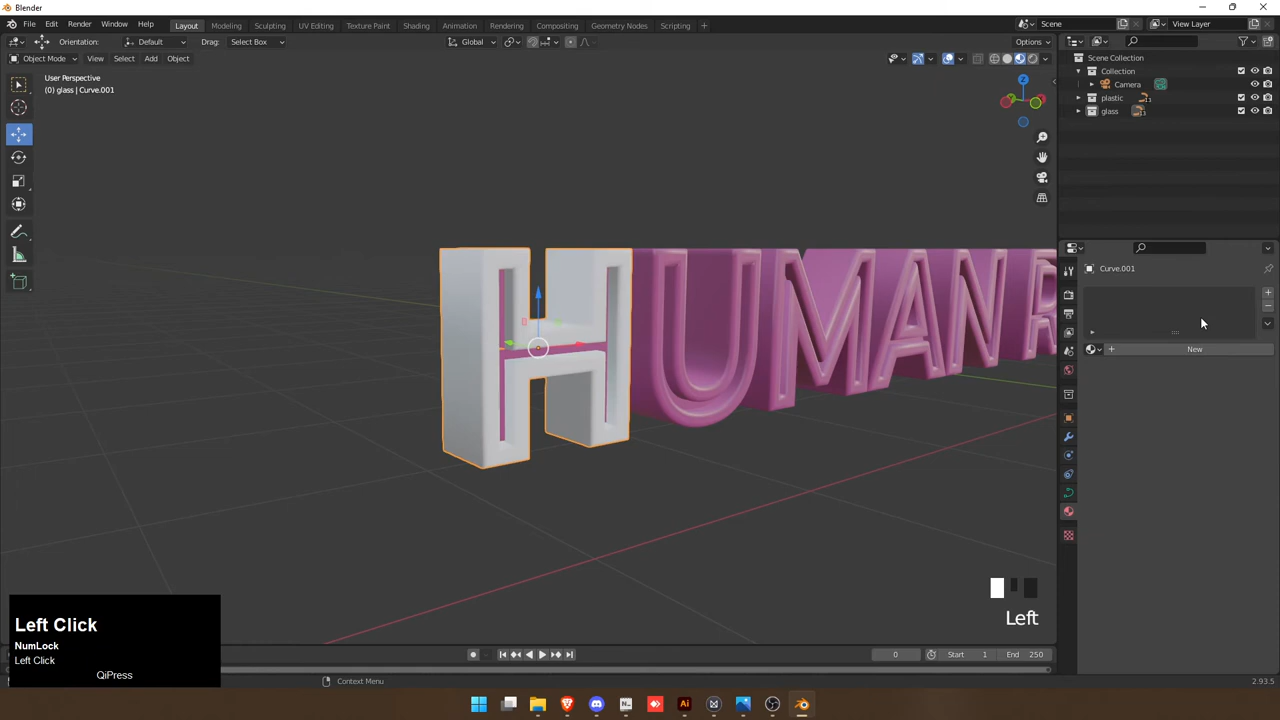 Blender
File Edit Render Window Help
Layout Modeling Sculpting UV Editing Texture Paint Shading Animation Rendering Compositing Geometry Nodes Scripting +
Scene
View Layer
Orientation: Default Drag: Select Box
Global
Options
Object Mode View Select Add Object
User Perspective
(0) glass | Curve.001
Z
Scene Collection
Collection
Camera
plastic
glass
Curve.001
New
HUMANR
Left
Left Click
NumLock
Left Click
QiPress
0
Start 1
End 250
Context Menu
2.93.5
Ai